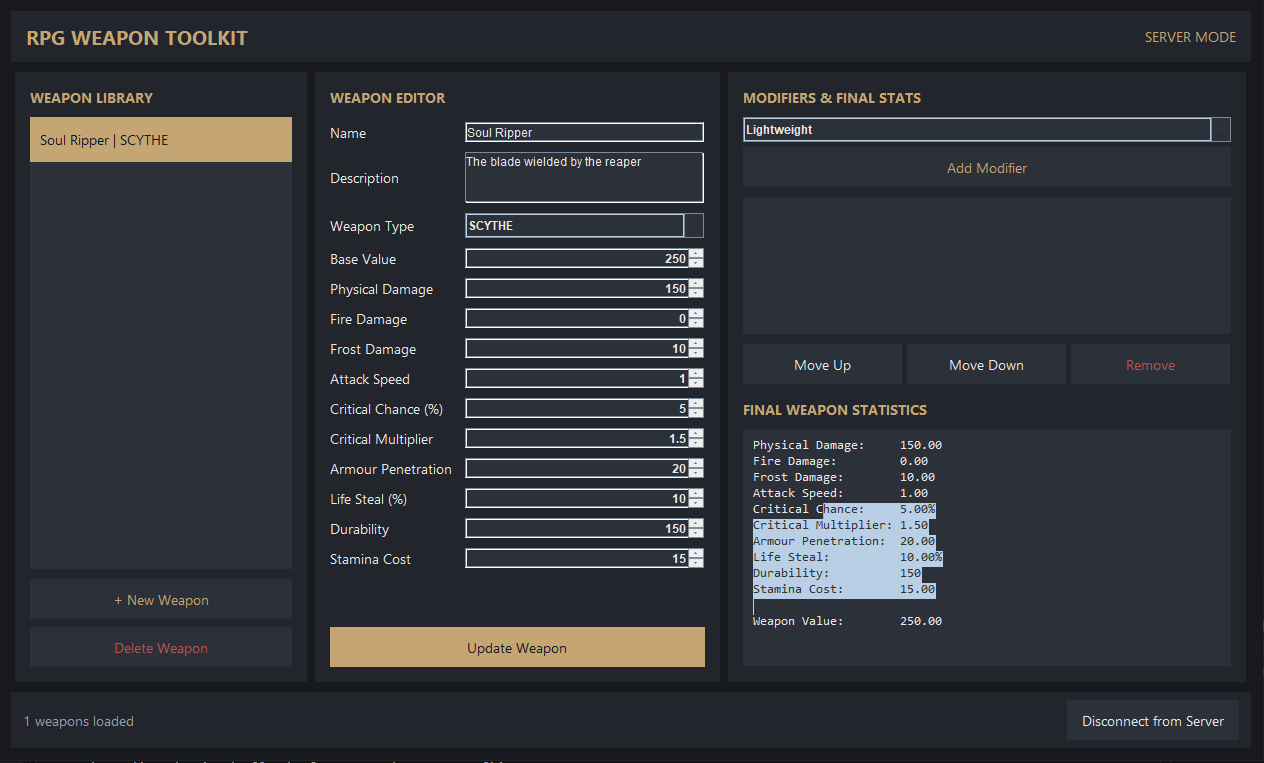 RPG WEAPON TOOLKIT
SERVER MODE
WEAPON LIBRARY
Soul Ripper | SCYTHE
+ New Weapon
Delete Weapon
WEAPON EDITOR
Name Soul Ripper
Description The blade wielded by the reaper
Weapon Type SCYTHE
Base Value 250
Physical Damage 150
Fire Damage 0
Frost Damage 10
Attack Speed 1
Critical Chance (%) 5
Critical Multiplier 1.5
Armour Penetration 20
Life Steal (%) 10
Durability 150
Stamina Cost 15
Update Weapon
MODIFIERS & FINAL STATS
Lightweight
Add Modifier
Move Up Move Down Remove
FINAL WEAPON STATISTICS
Physical Damage: 150.00
Fire Damage: 0.00
Frost Damage: 10.00
Attack Speed: 1.00
Critical Chance: 5.00%
Critical Multiplier: 1.50
Armour Penetration: 20.00
Life Steal: 10.00%
Durability: 150
Stamina Cost: 15.00
Weapon Value: 250.00
1 weapons loaded
Disconnect from Server